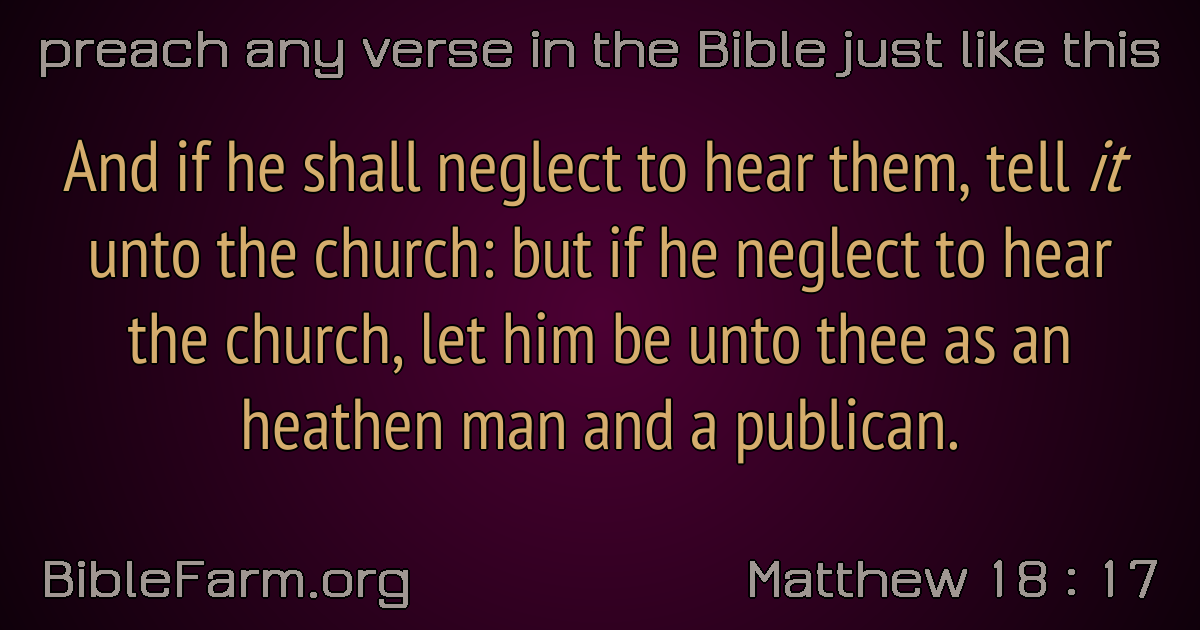 preach any verse in the Bible just like this
And if he shall neglect to hear them, tell it
unto the church: but if he neglect to hear
the church, let him be unto thee as an
heathen man and a publican.
BibleFarm.org
Matthew 18 : 17